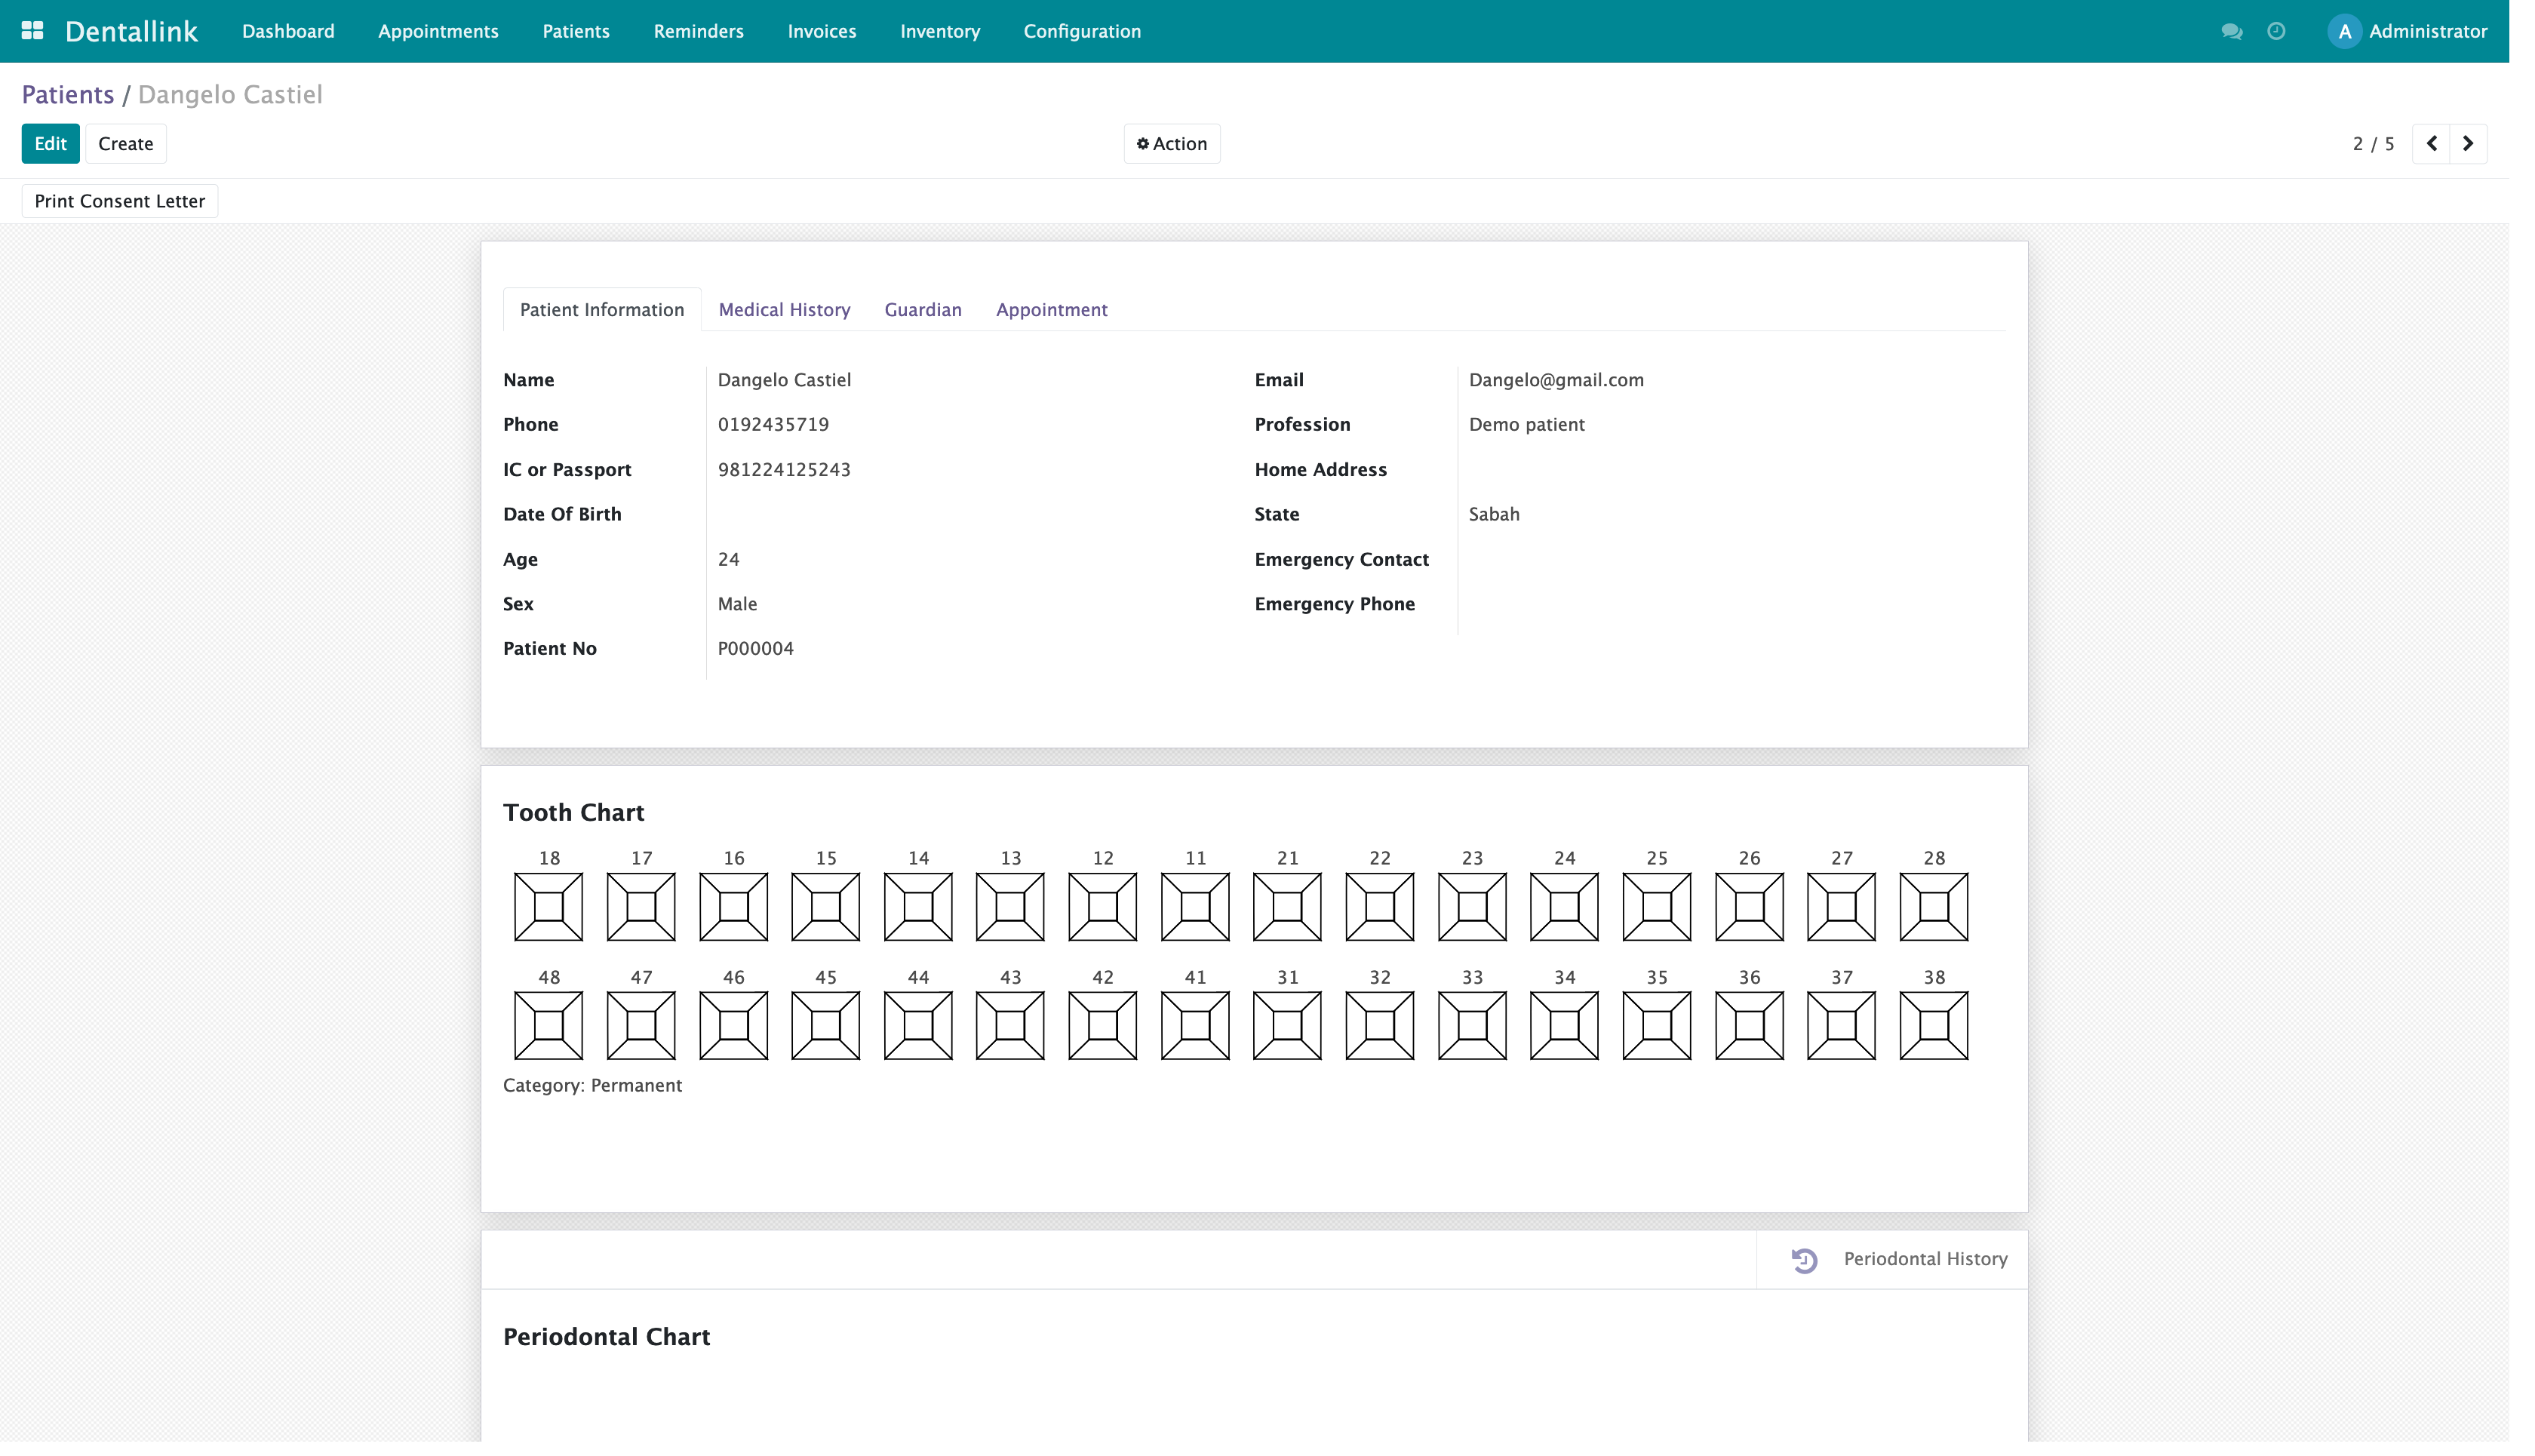 Dentallink Dashboard Appointments Patients Reminders Invoices Inventory Configuration A Administrator
Patients / Dangelo Castiel
Edit Create Action 2 / 5
Print Consent Letter
Patient Information Medical History Guardian Appointment
Name Dangelo Castiel Email Dangelo@gmail.com
Phone 0192435719 Profession Demo patient
IC or Passport 981224125243 Home Address
Date Of Birth State Sabah
Age 24 Emergency Contact
Sex Male Emergency Phone
Patient No P000004
Tooth Chart
18 17 16 15 14 13 12 11 21 22 23 24 25 26 27 28
48 47 46 45 44 43 42 41 31 32 33 34 35 36 37 38
Category: Permanent
Periodontal History
Periodontal Chart